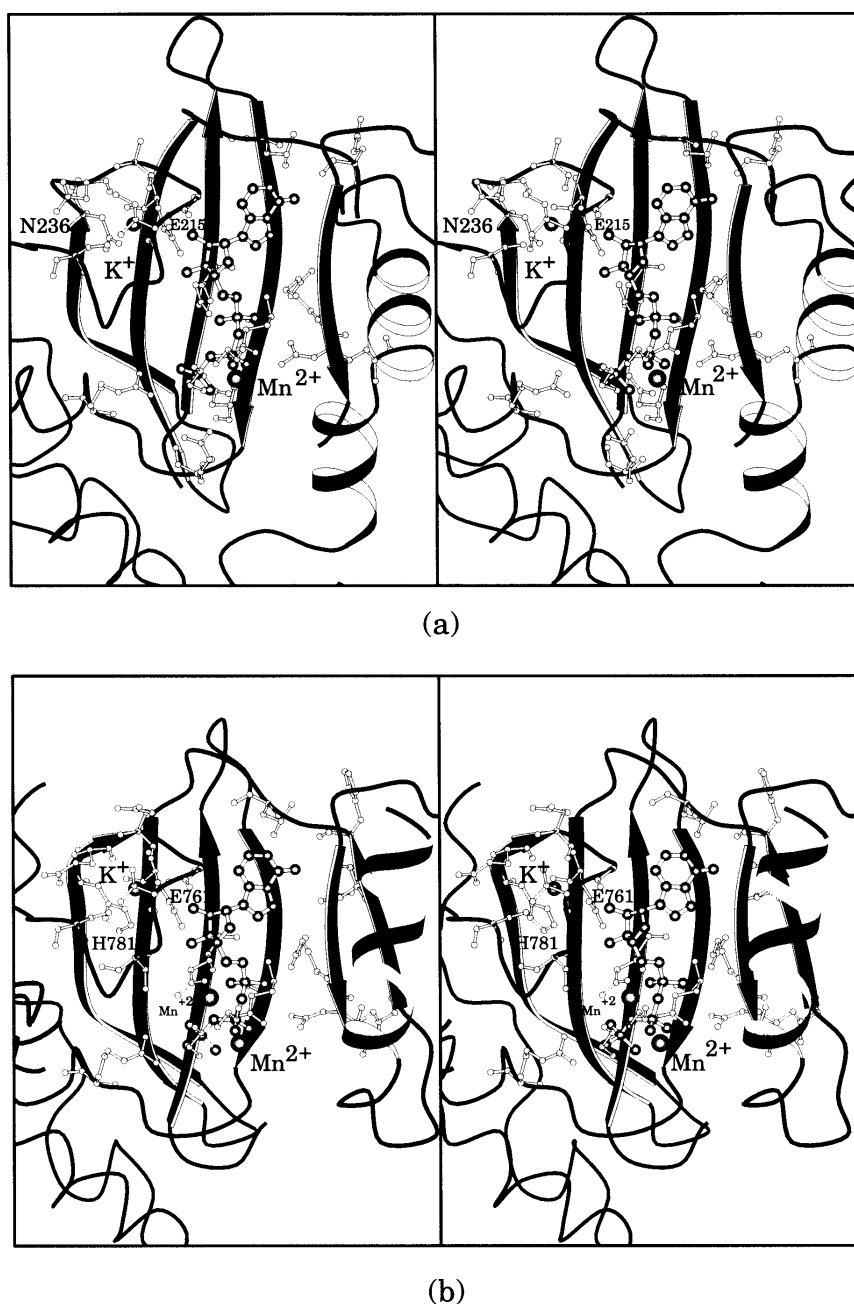 N236 E215 N236 E215
K+ K+
Mn2+ Mn2+
(a)
K+ E761 K+ E761
H781 H781
Mn+2 Mn+2
Mn2+ Mn2+
(b)